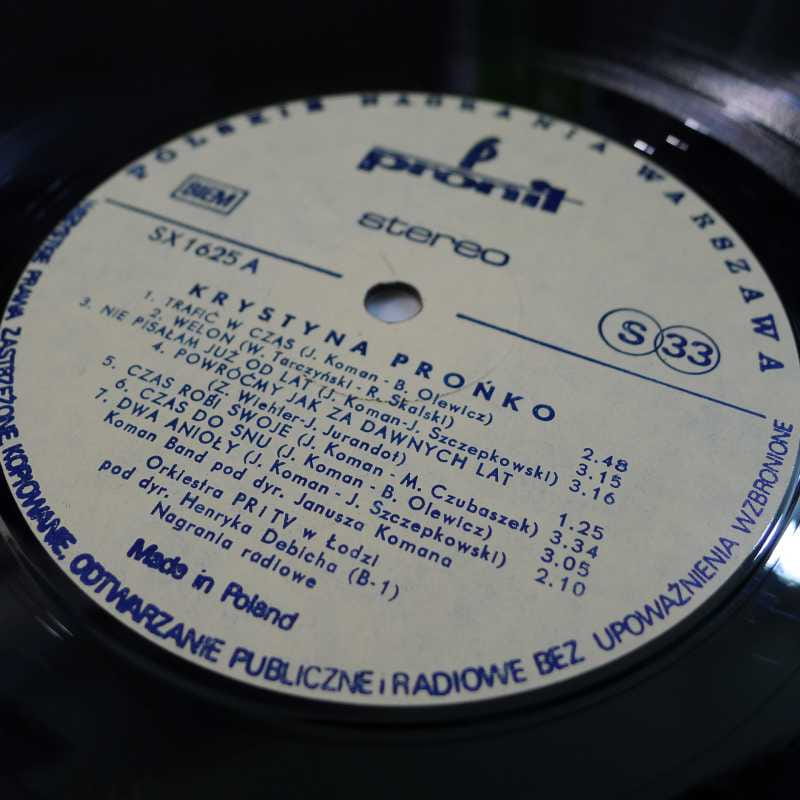 POLSKIE NAGRANIA WARSZAWA
pronit
stereo
BIEM
SX 1625 A
S 33
KRYSTYNA PROŃKO
1. TRAFIĆ W CZAS (J. Koman - B. Olewicz) 2.48
2. WELON (W. Tarczyński - R. Skalski) 3.15
3. NIE PISAŁAM JUŻ OD LAT (J. Koman - J. Szczepkowski) 3.16
4. POWRÓĆMY JAK ZA DAWNYCH LAT
(Z. Wiehler - J. Jurandot) 1.25
5. CZAS ROBI SWOJE (J. Koman - M. Czubaszek) 3.34
6. CZAS DO SNU (J. Koman - B. Olewicz) 3.05
7. DWA ANIOŁY (J. Koman - J. Szczepkowski) 2.10
Koman Band pod dyr. Janusza Komana
Orkiestra PR i TV w Łodzi
pod dyr. Henryka Debicha (B-1)
Nagrania radiowe
Made in Poland
PRAWA ZASTRZEŻONE KOPIOWANIE, ODTWARZANIE PUBLICZNE i RADIOWE BEZ UPOWAŻNIENIA WZBRONIONE